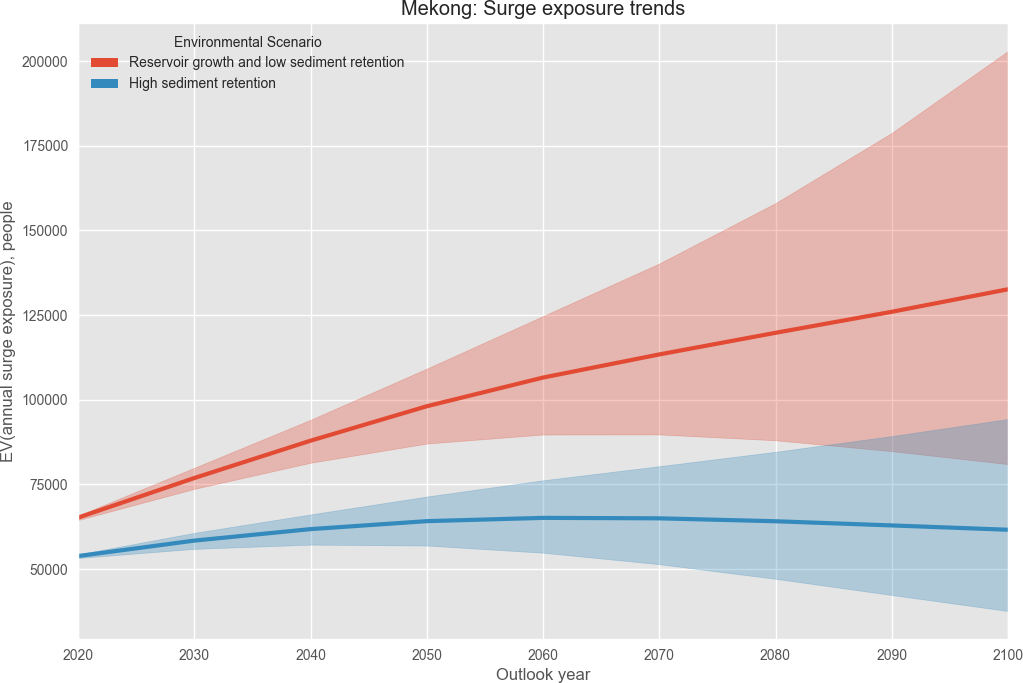 Mekong: Surge exposure trends
Environmental Scenario
Reservoir growth and low sediment retention
High sediment retention
EV(annual surge exposure), people
200000
175000
150000
125000
100000
75000
50000
2020 2030 2040 2050 2060 2070 2080 2090 2100
Outlook year